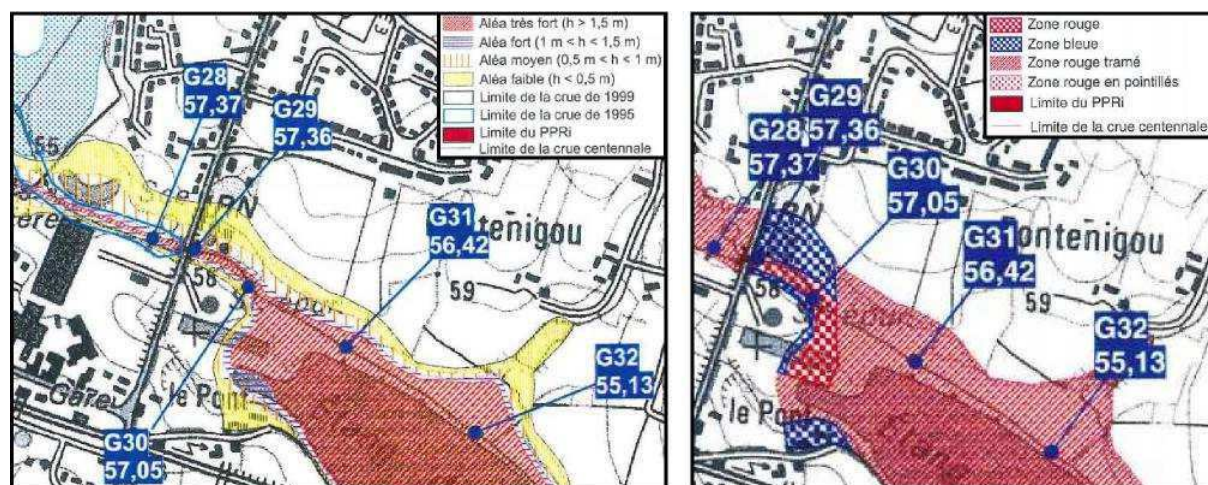 Aléa très fort (h > 1,5 m)
Aléa fort (1 m < h < 1,5 m)
Aléa moyen (0,5 m < h < 1 m)
Aléa faible (h < 0,5 m)
Limite de la crue de 1999
Limite de la crue de 1995
Limite du PPRi
Limite de la crue centennale
G28
57,37
G29
57,36
55
58
G31
56,42
59
G32
55,13
le Pont
Gare
G30
57,05
Zone rouge
Zone bleue
Zone rouge tramé
Zone rouge en pointillés
Limite du PPRi
Limite de la crue centennale
G29
57,36
G28
57,37
G30
57,05
G31
56,42
Ponteñigou
58
59
G32
55,13
le Pont